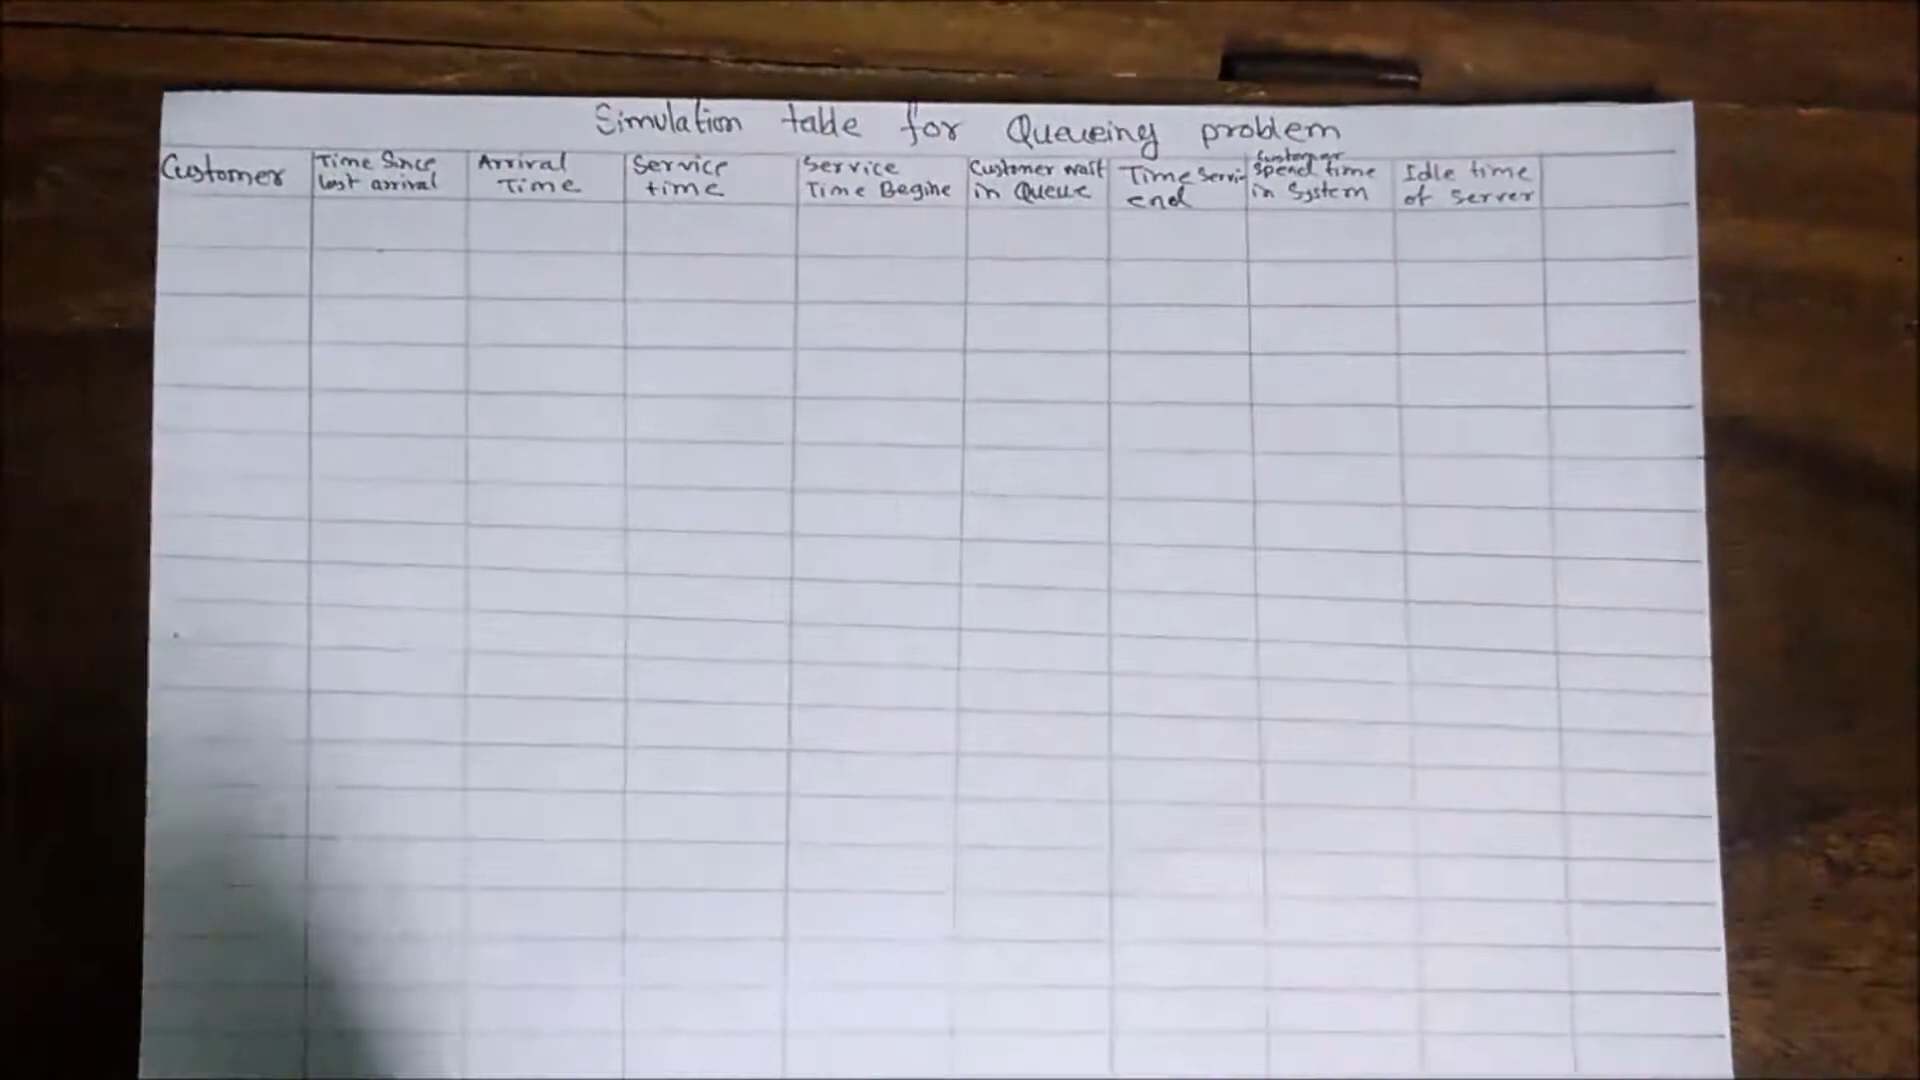 Simulation table for Queueing problem
Customer
Time Since
last arrival
Arrival
Time
Service
time
Service
Time Begine
Customer wait
in Queue
Time Servi
end
Customer
Spend time
in System
Idle time
of Server